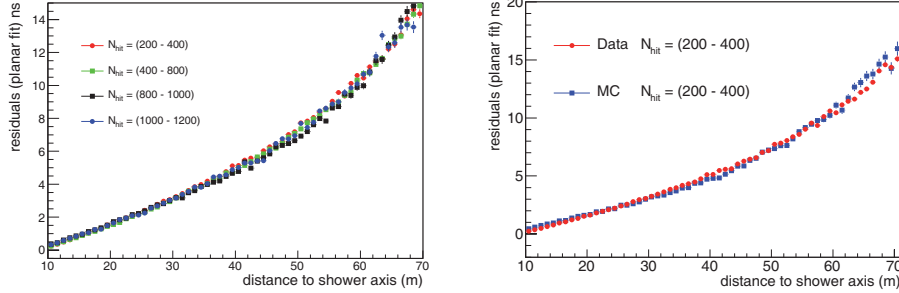 residuals (planar fit) ns
14
12
10
8
6
4
2
0
N_hit = (200 - 400)
N_hit = (400 - 800)
N_hit = (800 - 1000)
N_hit = (1000 - 1200)
10 20 30 40 50 60 70
distance to shower axis (m)
residuals (planar fit) ns
20
15
10
5
0
Data N_hit = (200 - 400)
MC N_hit = (200 - 400)
10 20 30 40 50 60 70
distance to shower axis (m)